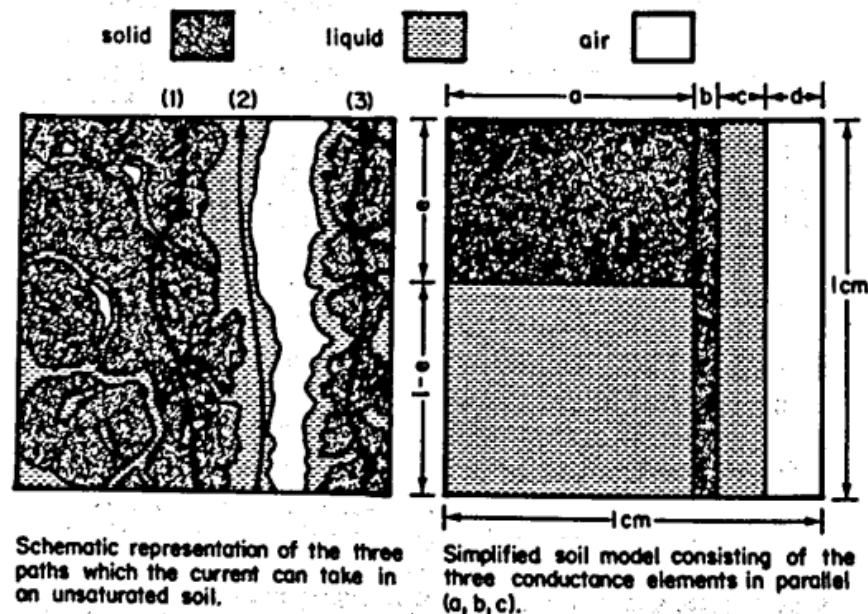 solid liquid air
(1) (2) (3)
a b c d
e
1-e
1cm
1cm
Schematic representation of the three
paths which the current can take in
an unsaturated soil.
Simplified soil model consisting of the
three conductance elements in parallel
(a, b, c).